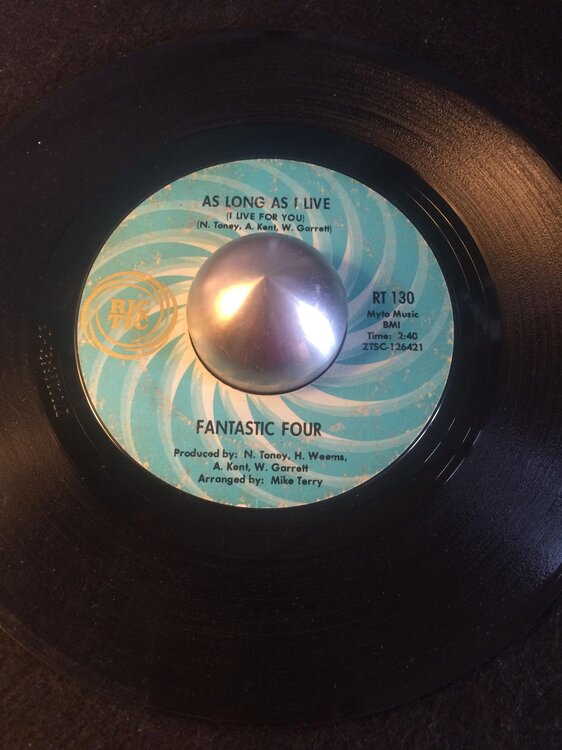 AS LONG AS I LIVE
(I LIVE FOR YOU)
(N. Toney, A. Kent, W. Garrett)
RIC
TIC
RT 130
Myto Music
BMI
Time: 2:40
ZTSC-126421
FANTASTIC FOUR
Produced by: N. Toney, H. Weems,
A. Kent, W. Garrett
Arranged by: Mike Terry